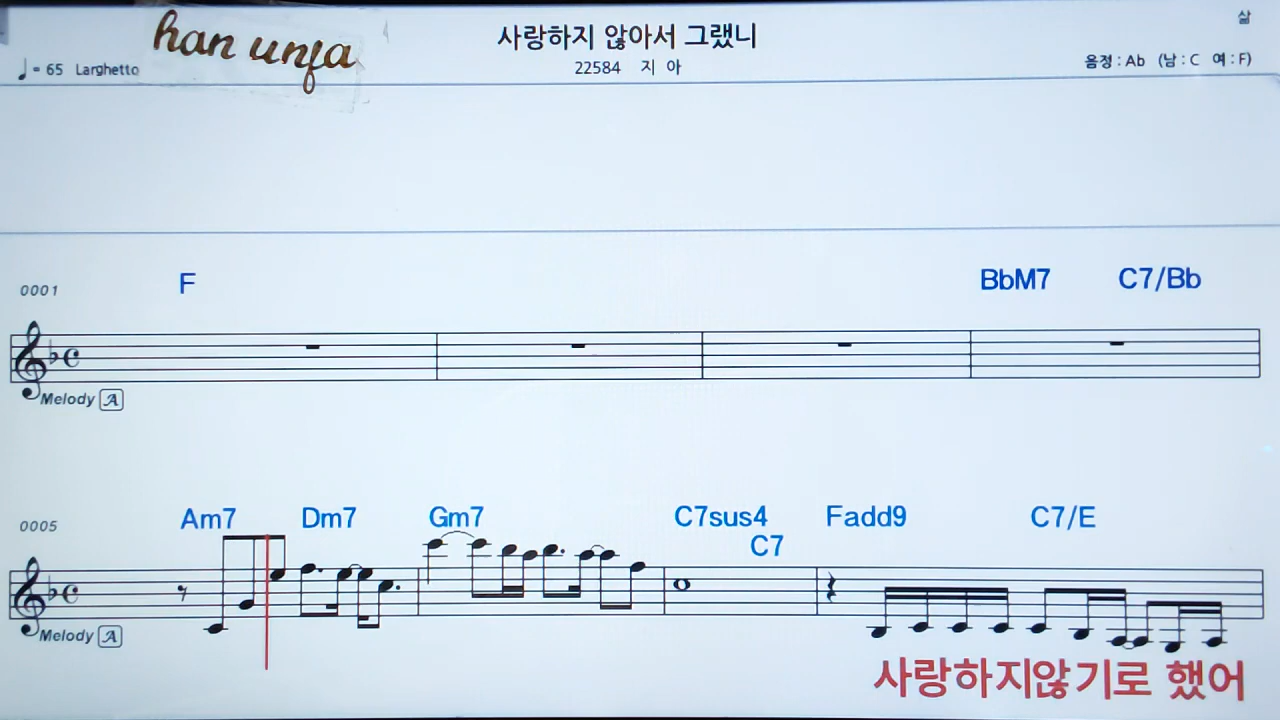 han unfa
사랑하지 않아서 그랬니
삶
♩= 65 Larghetto
22584 지 아
음정 : Ab (남 : C 여 : F)
0001 F BbM7 C7/Bb
Melody A
0005 Am7 Dm7 Gm7 C7sus4 C7 Fadd9 C7/E
Melody A
사랑하지않기로 했어